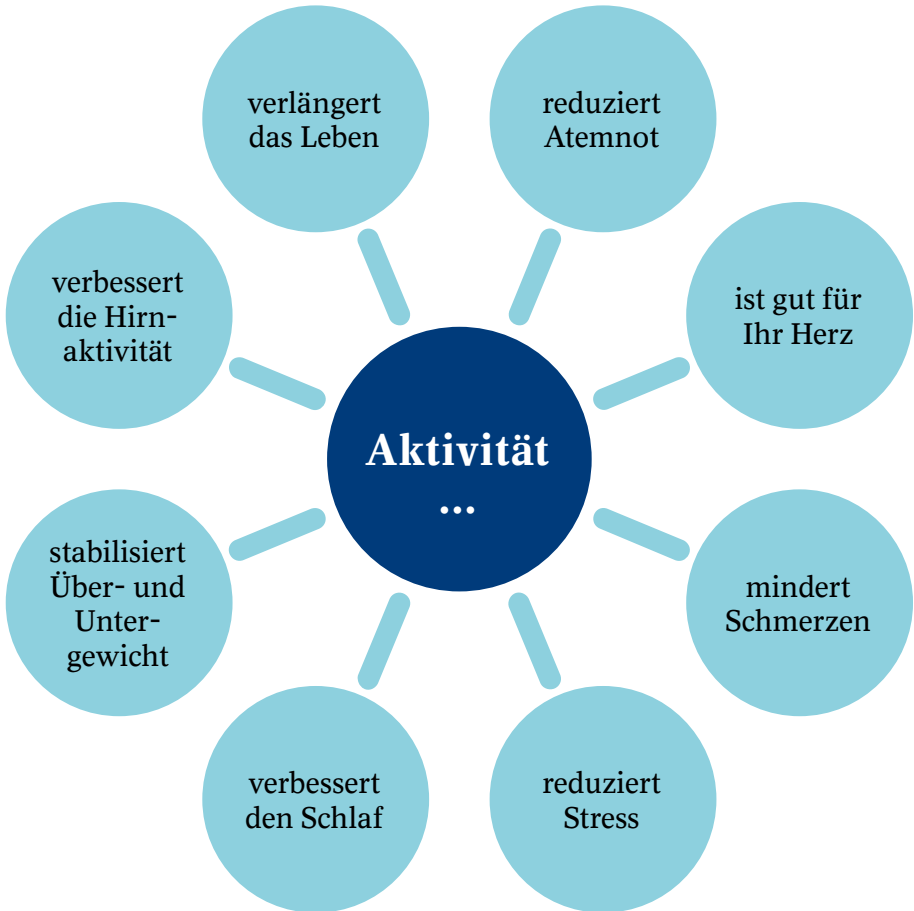 verlängert
das Leben
reduziert
Atemnot
ist gut für
Ihr Herz
mindert
Schmerzen
reduziert
Stress
verbessert
den Schlaf
stabilisiert
Über- und
Unter-
gewicht
verbessert
die Hirn-
aktivität
Aktivität
...